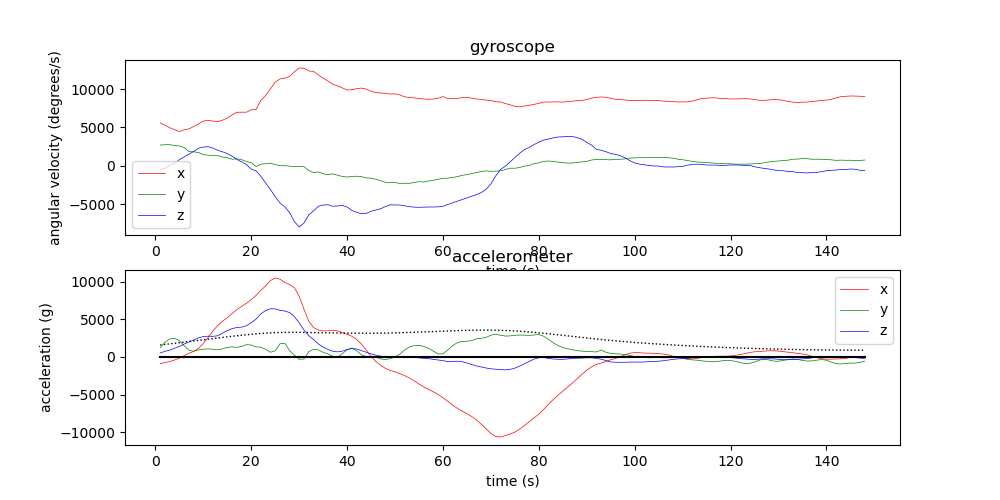 gyroscope
angular velocity (degrees/s)
10000
5000
0
−5000
x
y
z
0 20 40 60 80 100 120 140
time (s)
accelerometer
acceleration (g)
10000
5000
0
−5000
−10000
x
y
z
0 20 40 60 80 100 120 140
time (s)